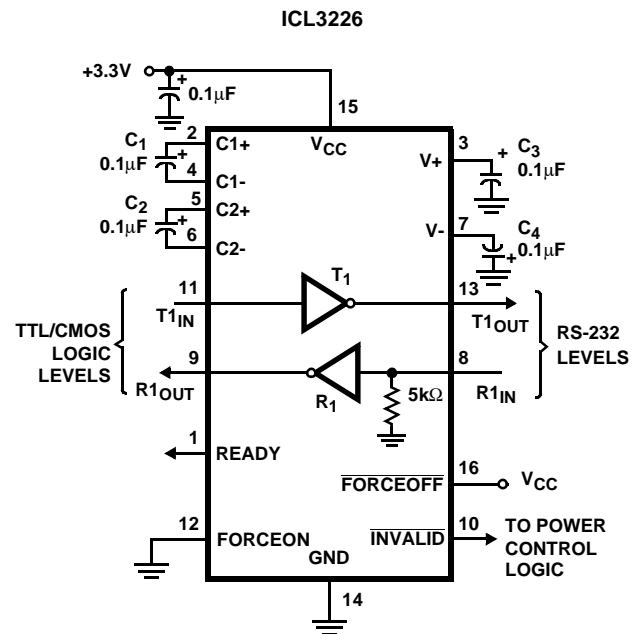 ICL3226
+3.3V
+
0.1μF
15
C1
0.1μF
+
2
C1+
VCC
3
V+
+
C3
0.1μF
4
C1-
C2
0.1μF
+
5
C2+
6
C2-
V-
7
C4
0.1μF
+
T1
11
T1IN
13
T1OUT
TTL/CMOS
LOGIC
LEVELS
RS-232
LEVELS
9
R1OUT
R1
5kΩ
8
R1IN
1
READY
FORCEOFF
16
VCC
12
FORCEON
INVALID
10
TO POWER
CONTROL
LOGIC
GND
14